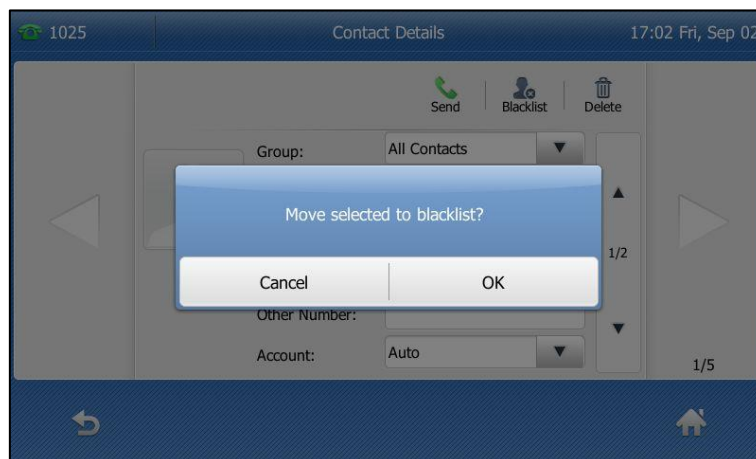 1025
Contact Details
17:02 Fri, Sep 02
Send
Blacklist
Delete
Group:
All Contacts
Move selected to blacklist?
1/2
Cancel
OK
Other Number:
Account:
Auto
1/5